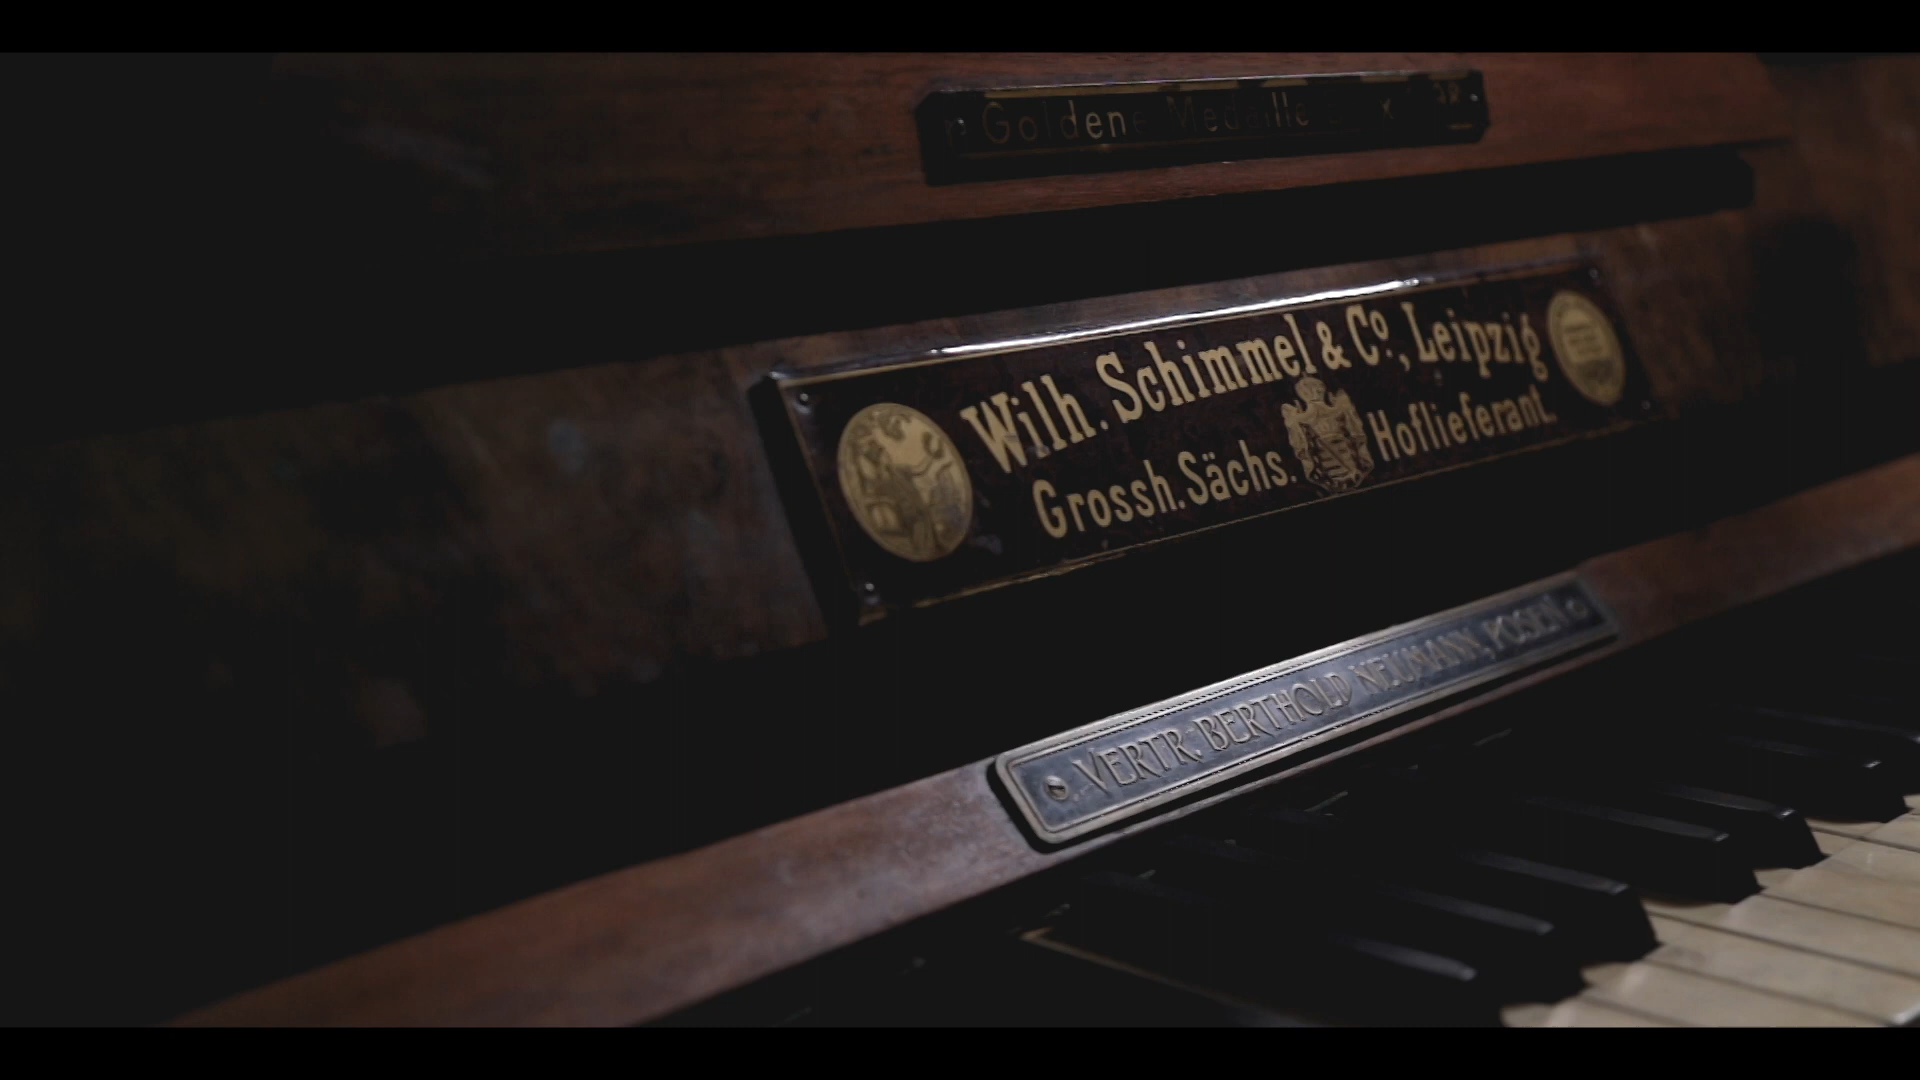 Goldene Medaille
Wilh. Schimmel & Co., Leipzig
Grossh. Sächs. Hoflieferant.
VERTR: BERTHOLD NEUMANN, POSEN